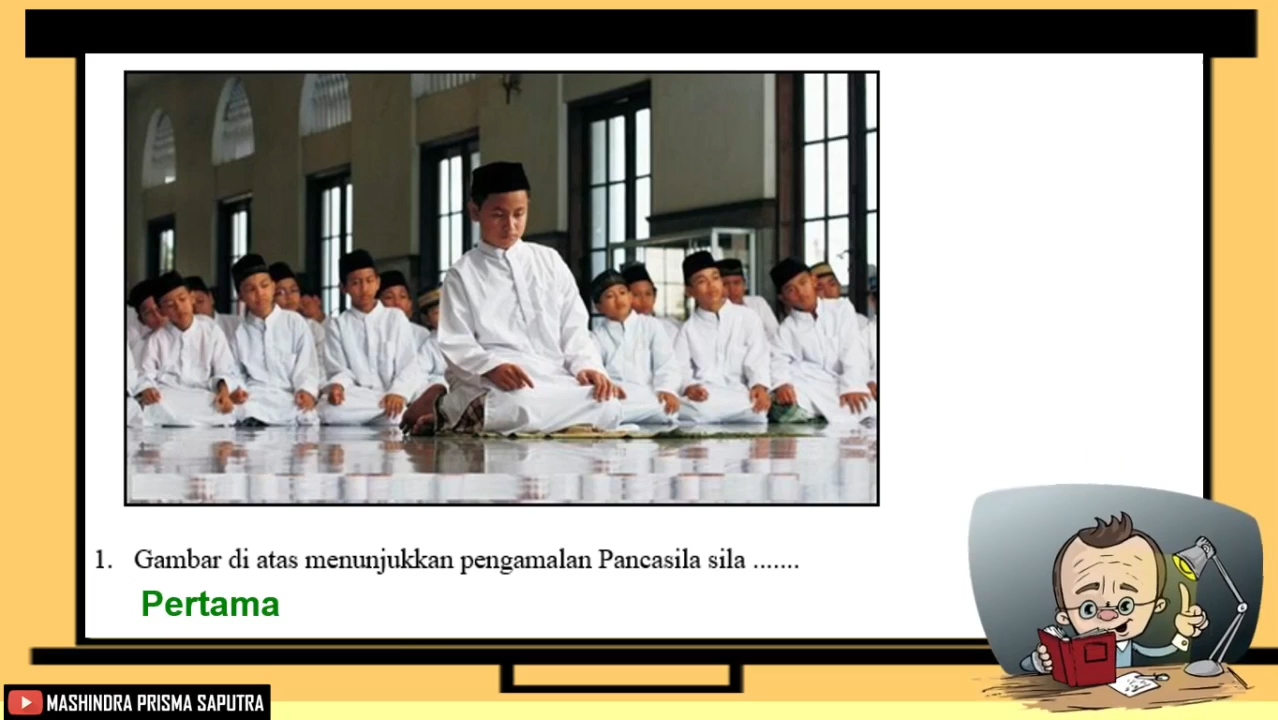 1. Gambar di atas menunjukkan pengamalan Pancasila sila .......
Pertama
MASHINDRA PRISMA SAPUTRA